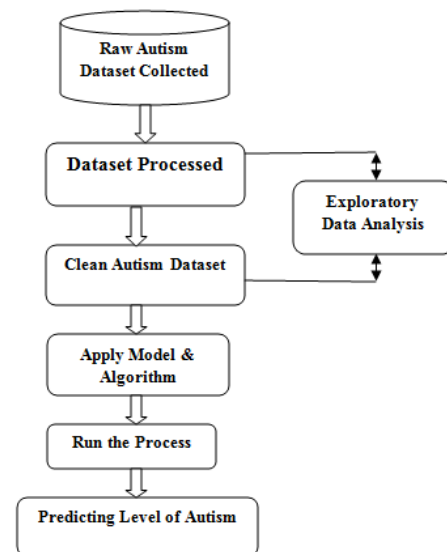 Raw Autism
Dataset Collected
Dataset Processed
Exploratory
Data Analysis
Clean Autism Dataset
Apply Model &
Algorithm
Run the Process
Predicting Level of Autism